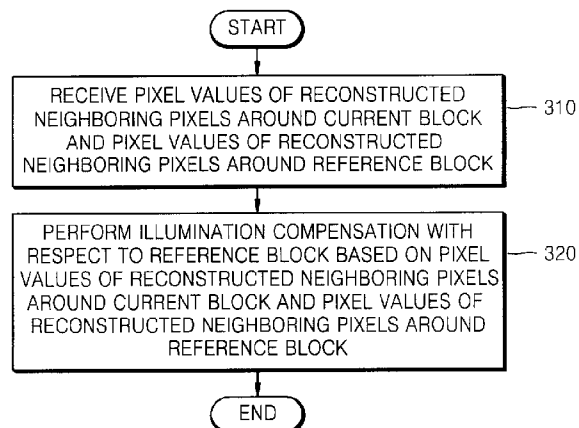 START
RECEIVE PIXEL VALUES OF RECONSTRUCTED
NEIGHBORING PIXELS AROUND CURRENT BLOCK
AND PIXEL VALUES OF RECONSTRUCTED
NEIGHBORING PIXELS AROUND REFERENCE BLOCK
310
PERFORM ILLUMINATION COMPENSATION WITH
RESPECT TO REFERENCE BLOCK BASED ON PIXEL
VALUES OF RECONSTRUCTED NEIGHBORING PIXELS
AROUND CURRENT BLOCK AND PIXEL VALUES OF
RECONSTRUCTED NEIGHBORING PIXELS AROUND
REFERENCE BLOCK
320
END